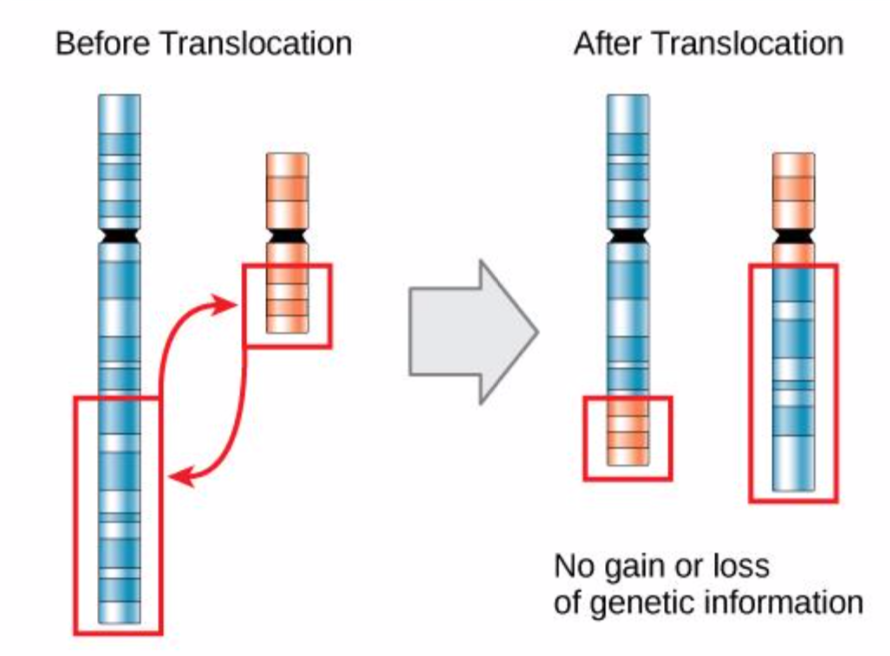 Before Translocation
After Translocation
No gain or loss
of genetic information